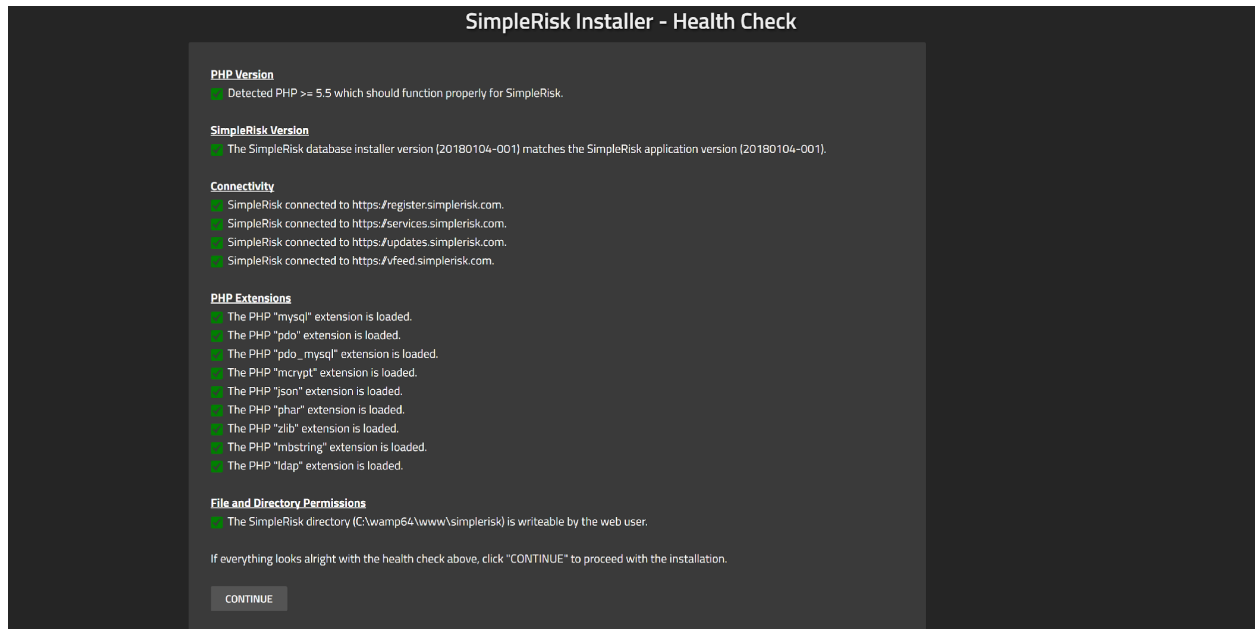 SimpleRisk Installer - Health Check
PHP Version
Detected PHP >= 5.5 which should function properly for SimpleRisk.
SimpleRisk Version
The SimpleRisk database installer version (20180104-001) matches the SimpleRisk application version (20180104-001).
Connectivity
SimpleRisk connected to https://register.simplerisk.com.
SimpleRisk connected to https://services.simplerisk.com.
SimpleRisk connected to https://updates.simplerisk.com.
SimpleRisk connected to https://vfeed.simplerisk.com.
PHP Extensions
The PHP "mysql" extension is loaded.
The PHP "pdo" extension is loaded.
The PHP "pdo_mysql" extension is loaded.
The PHP "mcrypt" extension is loaded.
The PHP "json" extension is loaded.
The PHP "phar" extension is loaded.
The PHP "zlib" extension is loaded.
The PHP "mbstring" extension is loaded.
The PHP "ldap" extension is loaded.
File and Directory Permissions
The SimpleRisk directory (C:\wamp64\www\simplerisk) is writeable by the web user.
If everything looks alright with the health check above, click "CONTINUE" to proceed with the installation.
CONTINUE